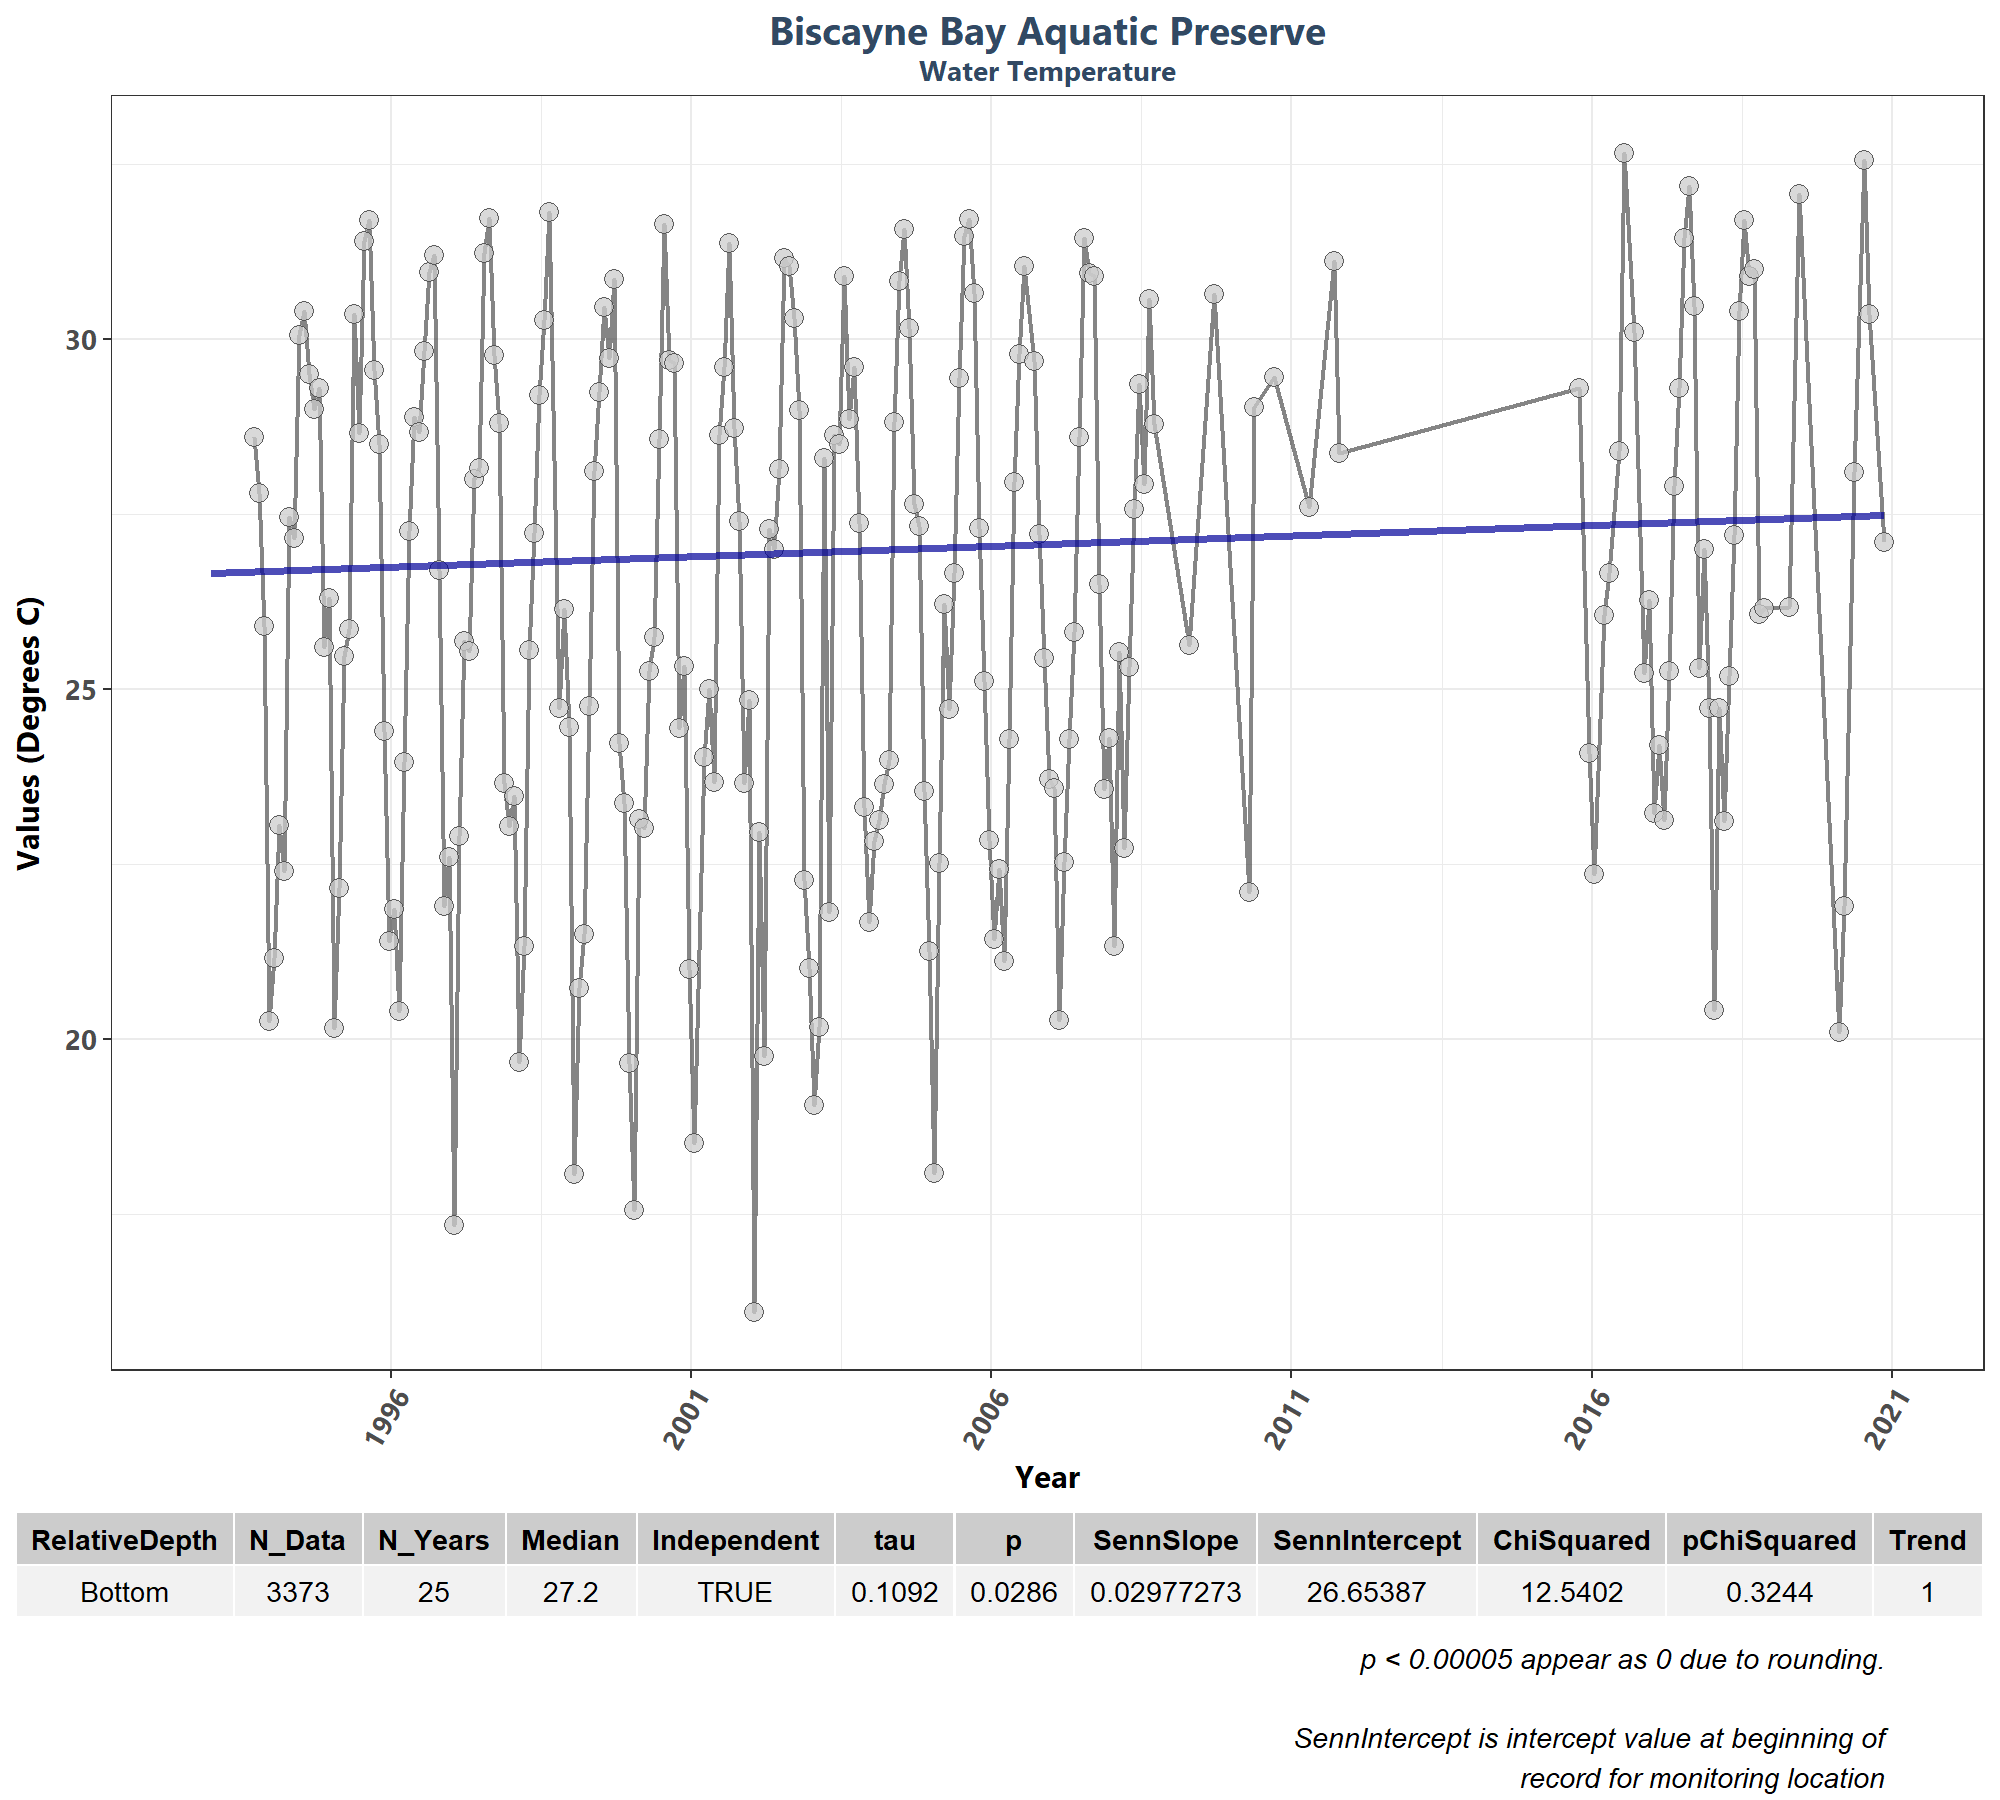 Biscayne Bay Aquatic Preserve
Water Temperature
Values (Degrees C)
30
25
20
1996
2001
2006
2011
2016
2021
Year
RelativeDepth N_Data N_Years Median Independent tau p SennSlope SennIntercept ChiSquared pChiSquared Trend
Bottom 3373 25 27.2 TRUE 0.1092 0.0286 0.02977273 26.65387 12.5402 0.3244 1
p < 0.00005 appear as 0 due to rounding.
SennIntercept is intercept value at beginning of
record for monitoring location